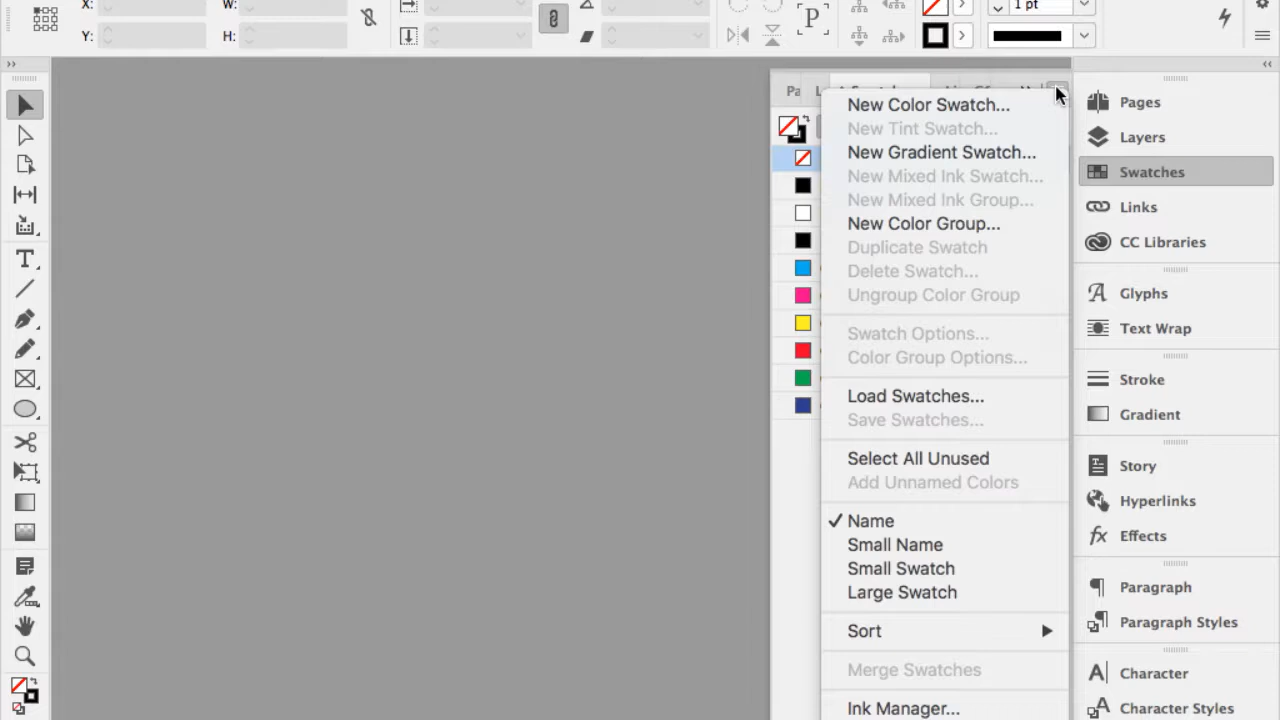 X:
W:
1 pt
Y:
H:
P
Pa
New Color Swatch...
New Tint Swatch...
New Gradient Swatch...
New Mixed Ink Swatch...
New Mixed Ink Group...
New Color Group...
Duplicate Swatch
Delete Swatch...
Ungroup Color Group
Swatch Options...
Color Group Options...
Load Swatches...
Save Swatches...
Select All Unused
Add Unnamed Colors
Name
Small Name
Small Swatch
Large Swatch
Sort
Merge Swatches
Ink Manager...
Pages
Layers
Swatches
Links
CC Libraries
Glyphs
Text Wrap
Stroke
Gradient
Story
Hyperlinks
Effects
Paragraph
Paragraph Styles
Character
Character Styles